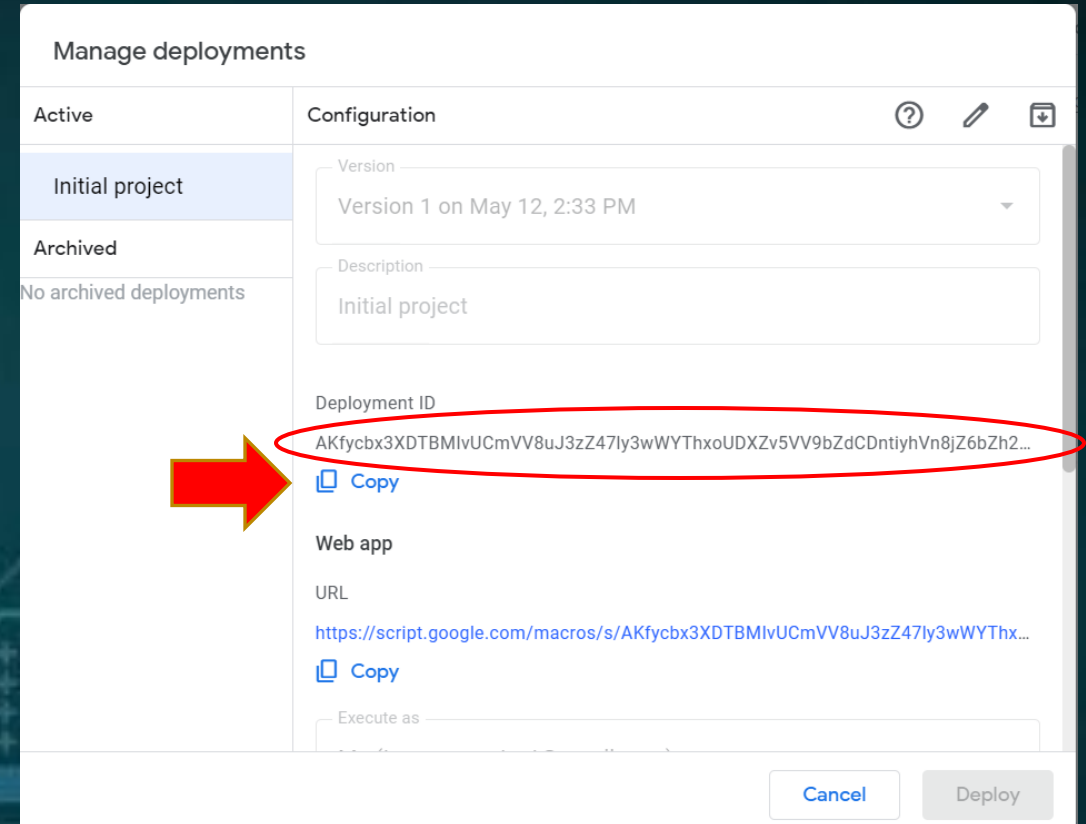 Manage deployments
Active
Configuration
Initial project
Version
Version 1 on May 12, 2:33 PM
Archived
No archived deployments
Description
Initial project
Deployment ID
AKfycbx3XDTBMIvUCmVV8uJ3zZ47Iy3wWYThxoUDXZv5VV9bZdCDntiyhVn8jZ6bZh2...
Copy
Web app
URL
https://script.google.com/macros/s/AKfycbx3XDTBMIvUCmVV8uJ3zZ47Iy3wWYThx...
Copy
Execute as
Cancel
Deploy